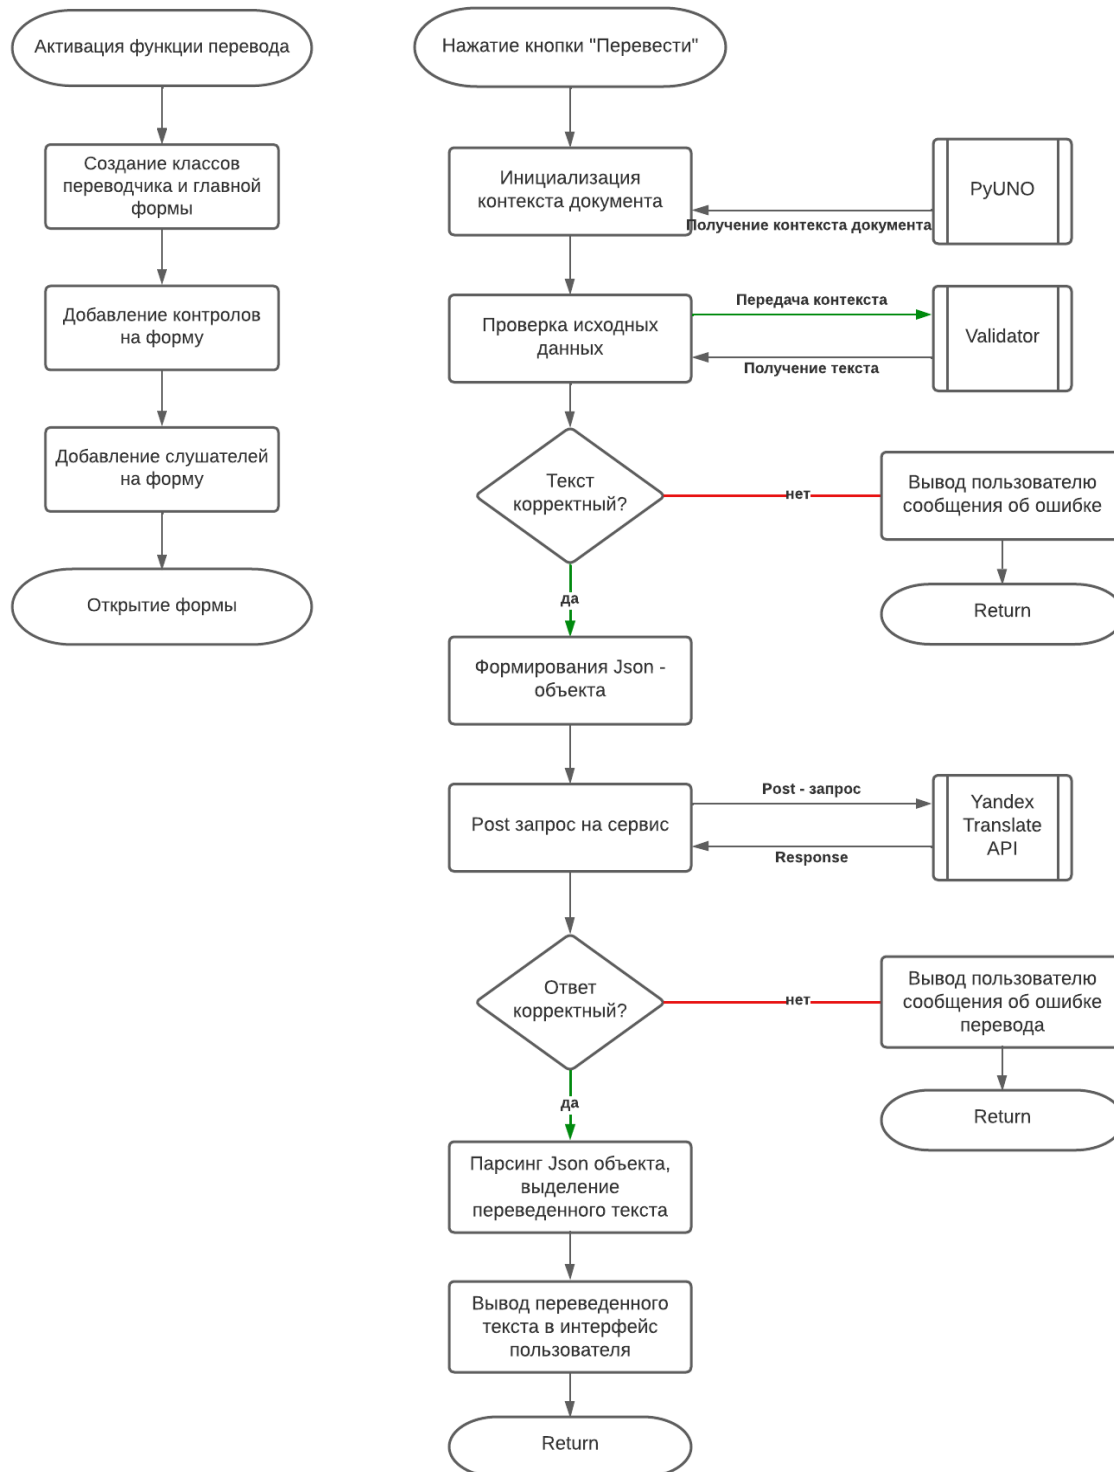 Активация функции перевода
Создание классов
переводчика и главной
формы
Добавление контролов
на форму
Добавление слушателей
на форму
Открытие формы
Нажатие кнопки "Перевести"
Инициализация
контекста документа
PyUNO
Получение контекста документа
Проверка исходных
данных
Передача контекста
Validator
Получение текста
Текст
корректный?
нет
Вывод пользователю
сообщения об ошибке
Return
да
Формирования Json -
объекта
Post запрос на сервис
Post - запрос
Yandex
Translate
API
Response
Ответ
корректный?
нет
Вывод пользователю
сообщения об ошибке
перевода
Return
да
Парсинг Json объекта,
выделение
переведенного текста
Вывод переведенного
текста в интерфейс
пользователя
Return